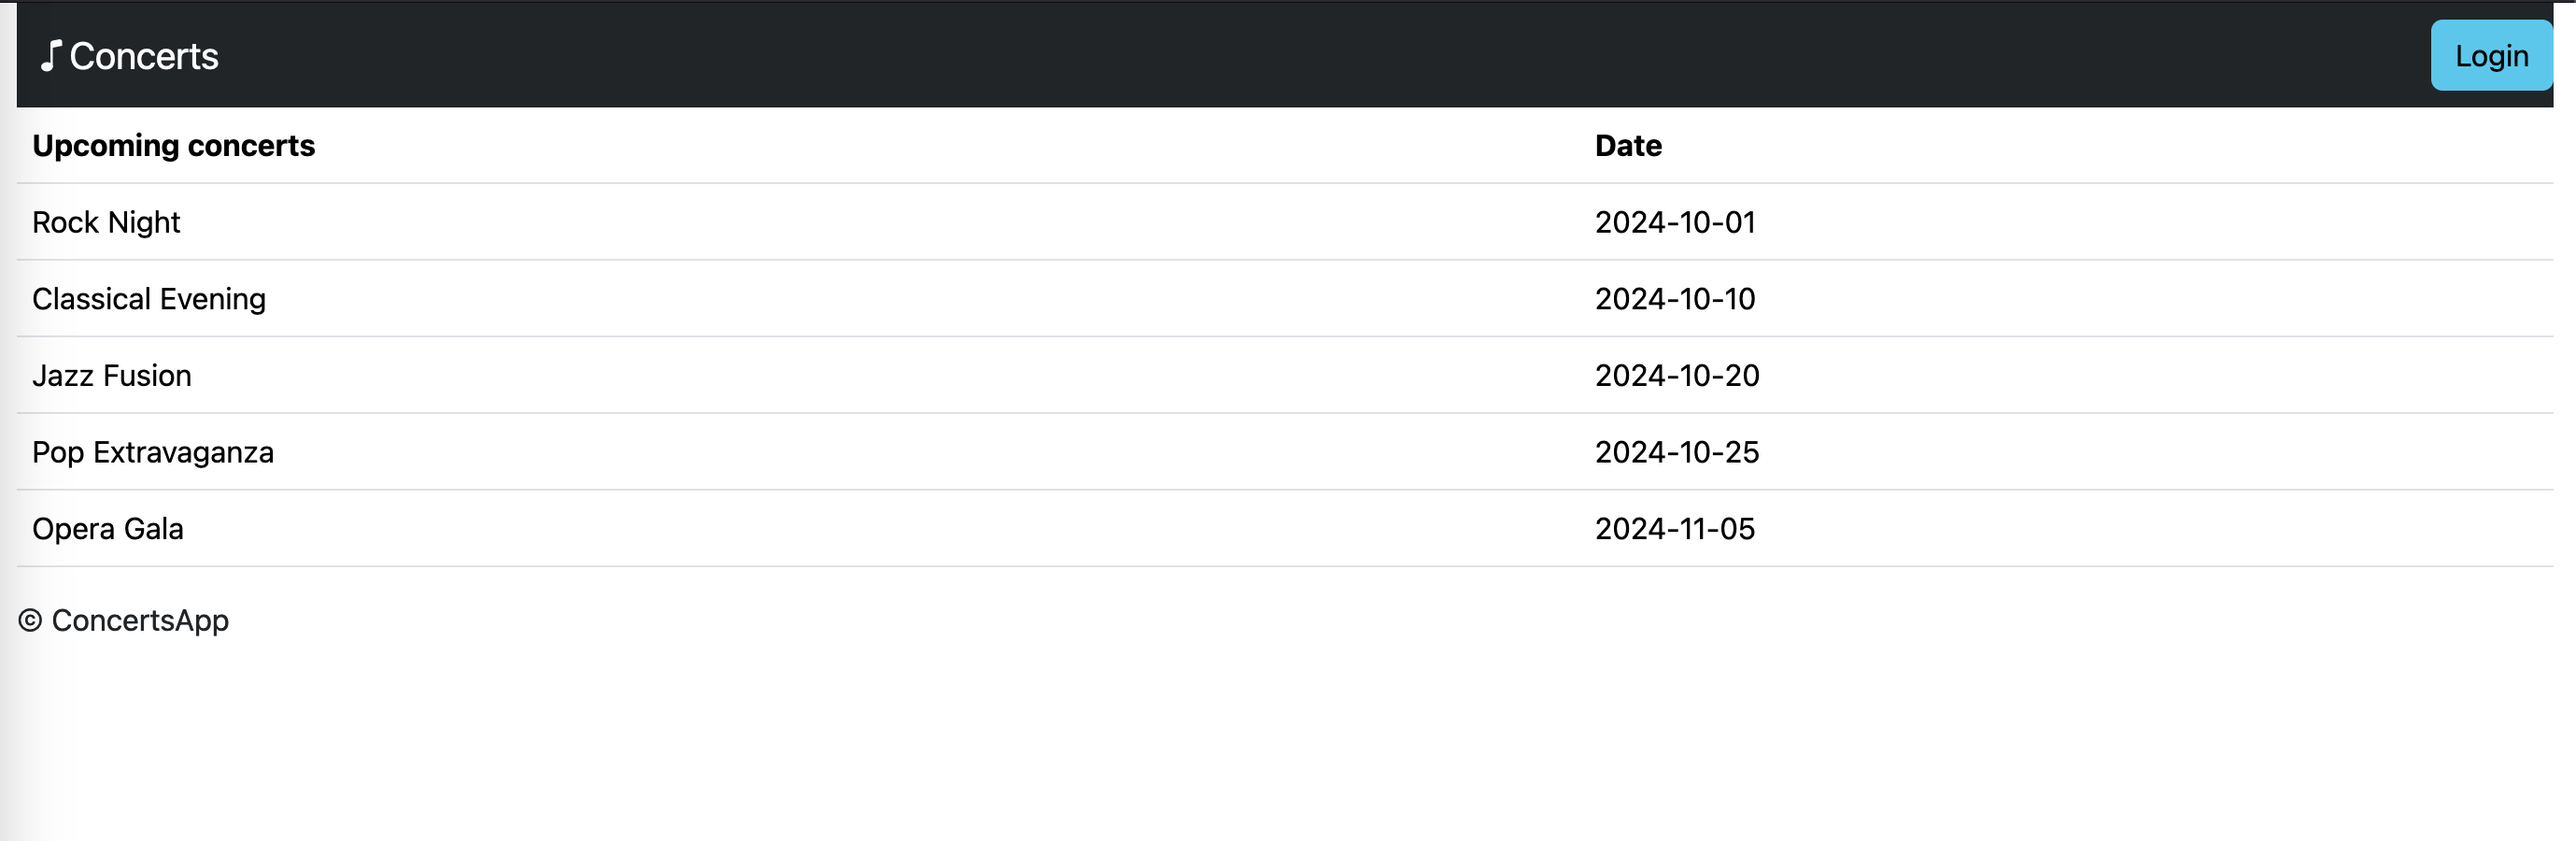 Concerts Login
Upcoming concerts Date
Rock Night 2024-10-01
Classical Evening 2024-10-10
Jazz Fusion 2024-10-20
Pop Extravaganza 2024-10-25
Opera Gala 2024-11-05
© ConcertsApp